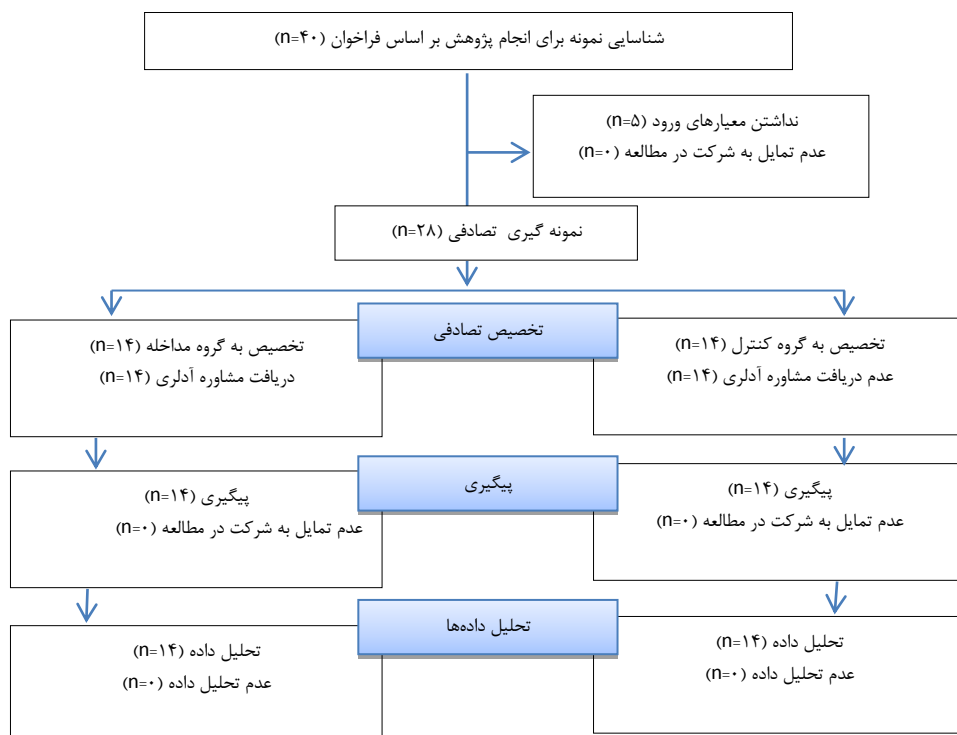 شناسایی نمونه برای انجام پژوهش بر اساس فراخوان (n=۴۰)
نداشتن معیارهای ورود (n=۵)
عدم تمایل به شرکت در مطالعه (n=۰)
نمونه گیری تصادفی (n=۲۸)
تخصیص تصادفی
تخصیص به گروه کنترل (n=۱۴)
عدم دریافت مشاوره آدلری (n=۱۴)
تخصیص به گروه مداخله (n=۱۴)
دریافت مشاوره آدلری (n=۱۴)
پیگیری
پیگیری (n=۱۴)
عدم تمایل به شرکت در مطالعه (n=۰)
پیگیری (n=۱۴)
عدم تمایل به شرکت در مطالعه (n=۰)
تحلیل داده‌ها
تحلیل داده (n=۱۴)
عدم تحلیل داده (n=۰)
تحلیل داده (n=۱۴)
عدم تحلیل داده (n=۰)